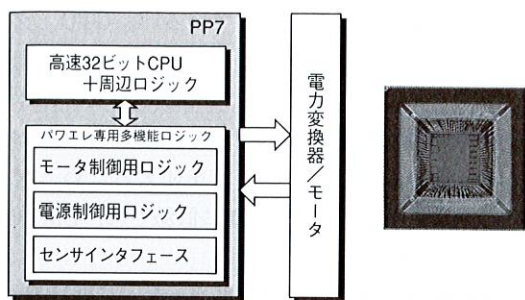 PP7
高速32ビットCPU
＋周辺ロジック
パワエレ専用多機能ロジック
モータ制御用ロジック
電源制御用ロジック
センサインタフェース
電力変換器／モータ